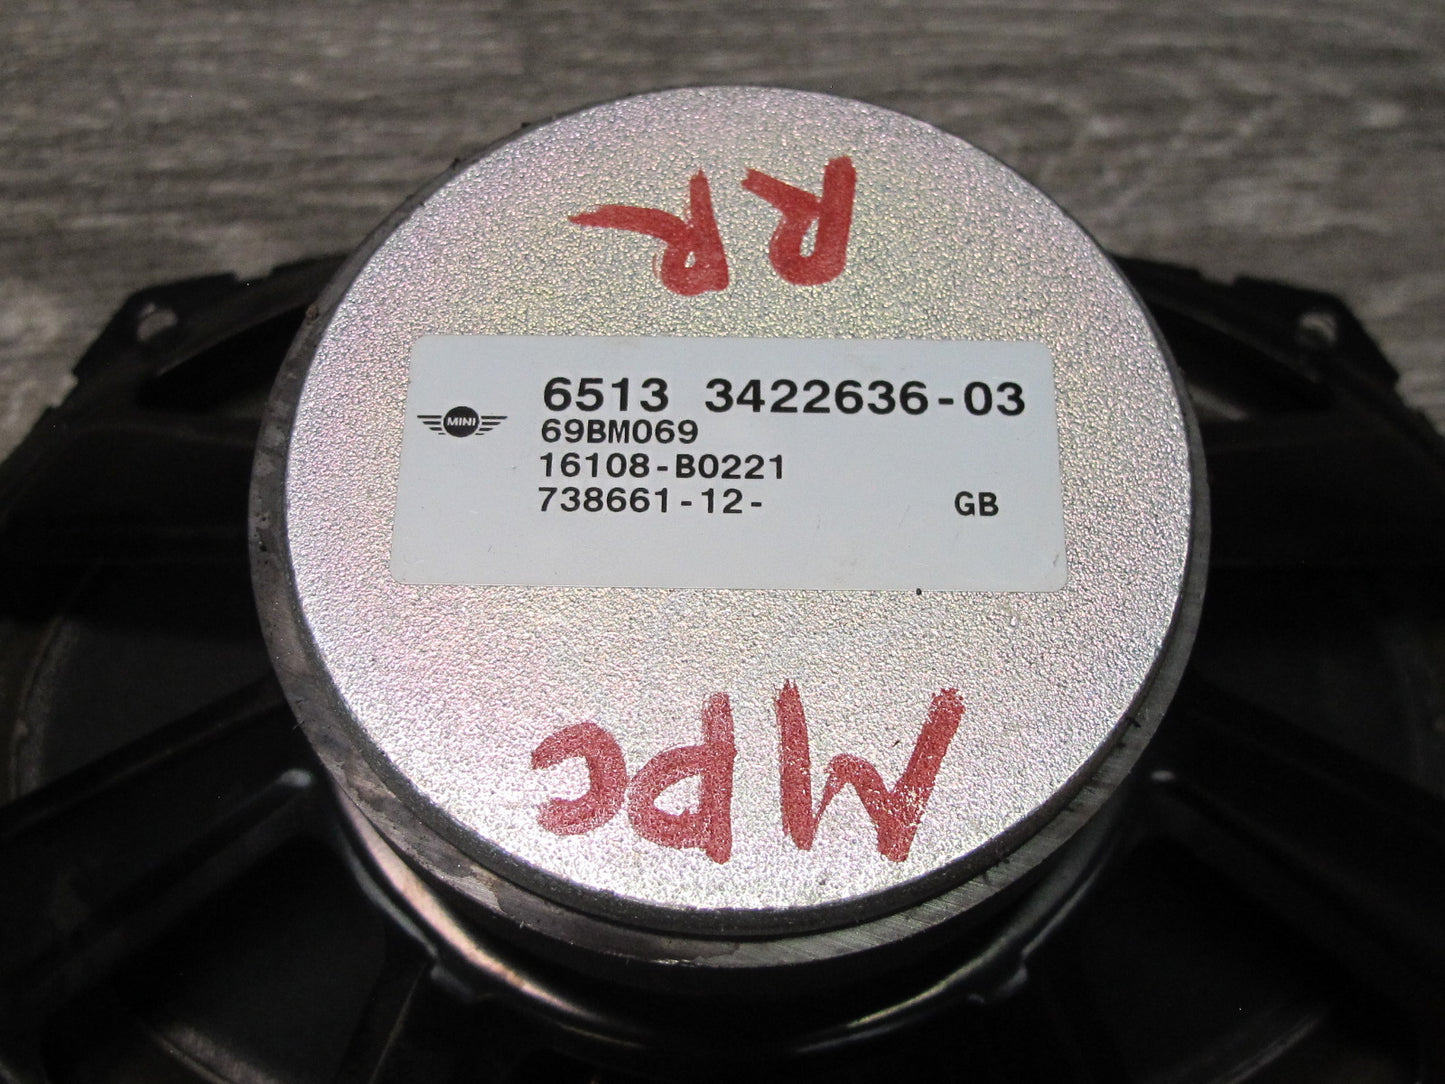 RR
6513 3422636-03
MINI
69BM069
16108-B0221
738661-12-
GB
MPC